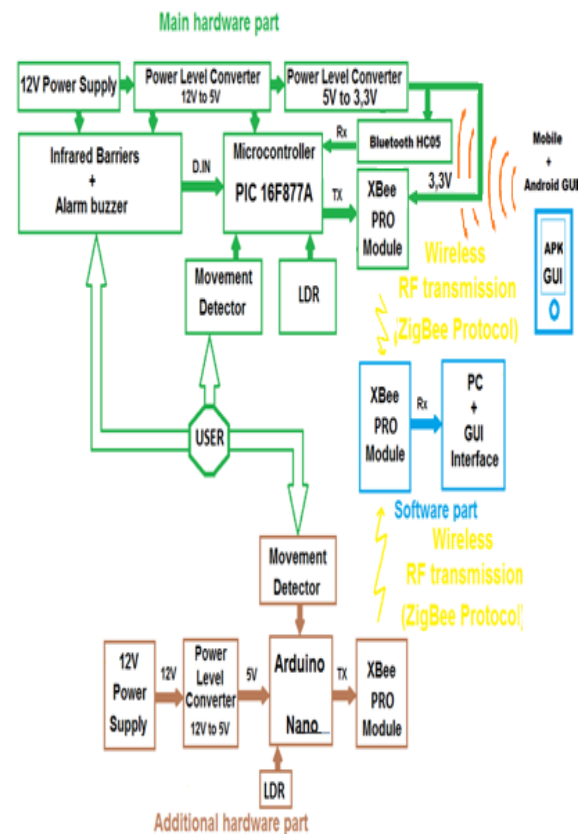 Main hardware part
12V Power Supply
Power Level Converter
12V to 5V
Power Level Converter
5V to 3,3V
Infrared Barriers
+
Alarm buzzer
D.IN
Microcontroller
PIC 16F877A
Rx
Bluetooth HC05
TX
3,3V
XBee
PRO
Module
Mobile
+
Android GUI
APK
GUI
Movement
Detector
LDR
Wireless
RF transmission
(ZigBee Protocol)
USER
XBee
PRO
Module
Rx
PC
+
GUI
Interface
Software part
Wireless
RF transmission
(ZigBee Protocol)
Movement
Detector
12V
Power
Supply
12V
Power
Level
Converter
12V to 5V
5V
Arduino
Nano
TX
XBee
PRO
Module
LDR
Additional hardware part